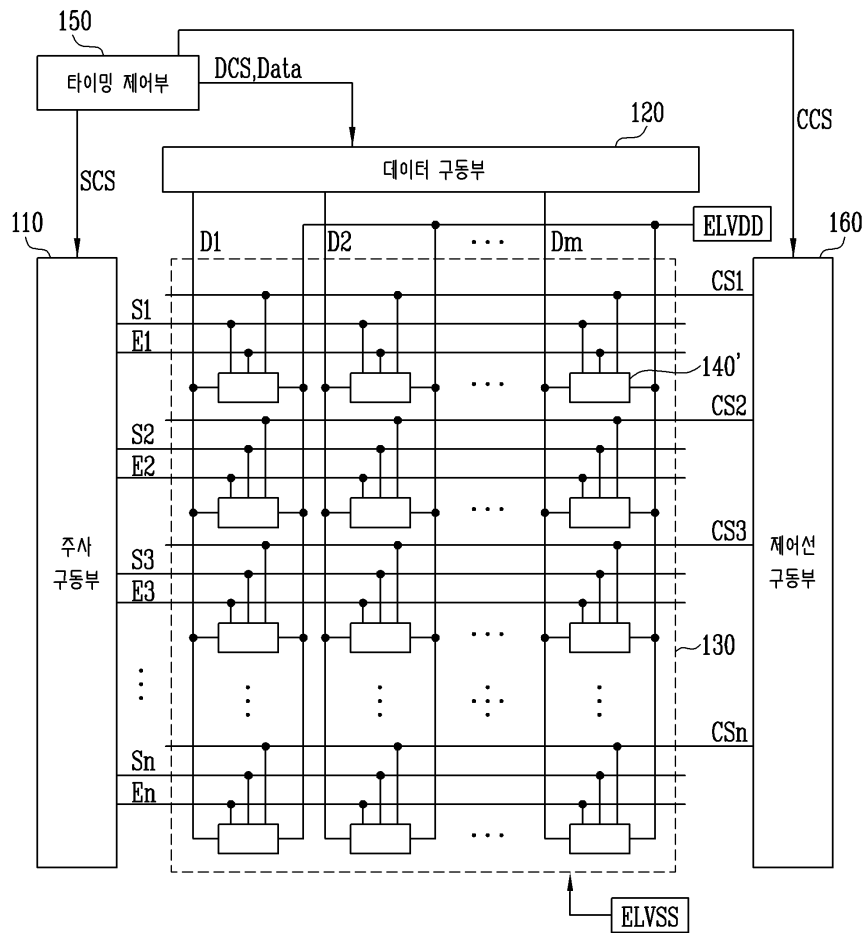 150
타이밍 제어부
DCS,Data
CCS
SCS
120
데이터 구동부
110
160
ELVDD
D1
D2
...
Dm
CS1
S1
E1
140'
...
CS2
S2
E2
...
주사
구동부
제어선
구동부
CS3
S3
E3
...
130
CSn
Sn
En
...
ELVSS